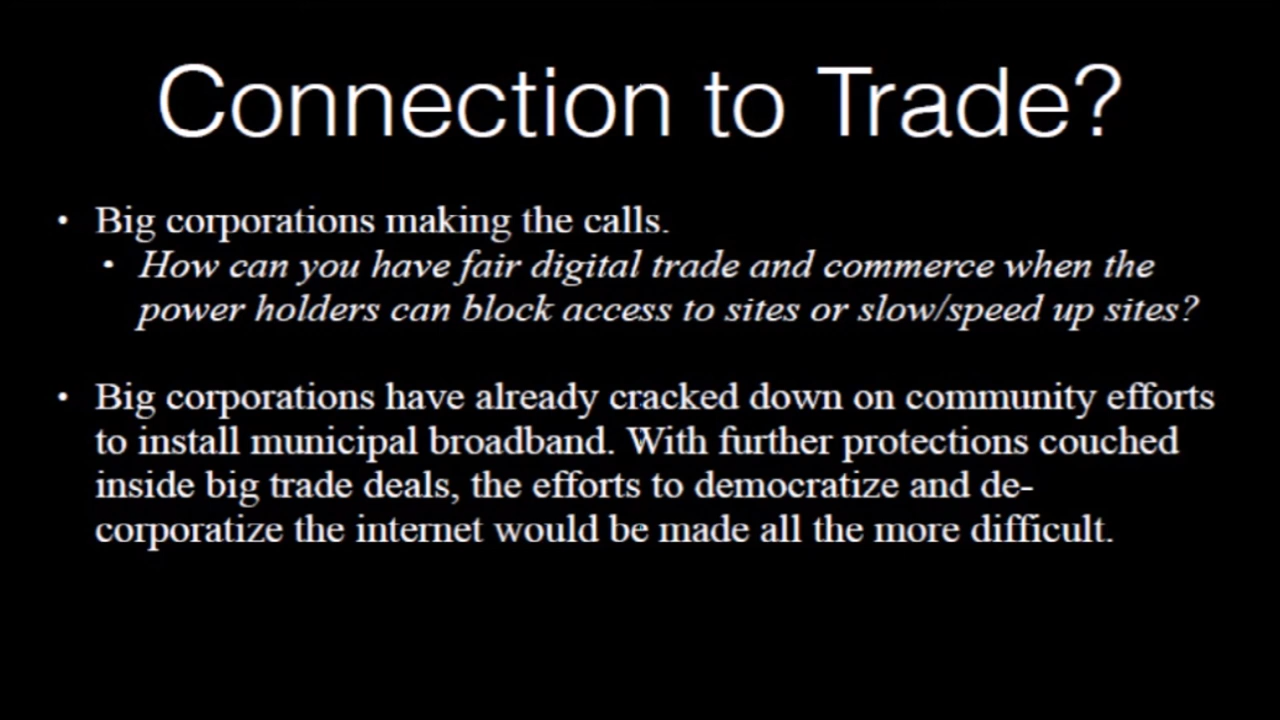 Connection to Trade?
• Big corporations making the calls.
• How can you have fair digital trade and commerce when the
power holders can block access to sites or slow/speed up sites?
• Big corporations have already cracked down on community efforts
to install municipal broadband. With further protections couched
inside big trade deals, the efforts to democratize and de-
corporatize the internet would be made all the more difficult.